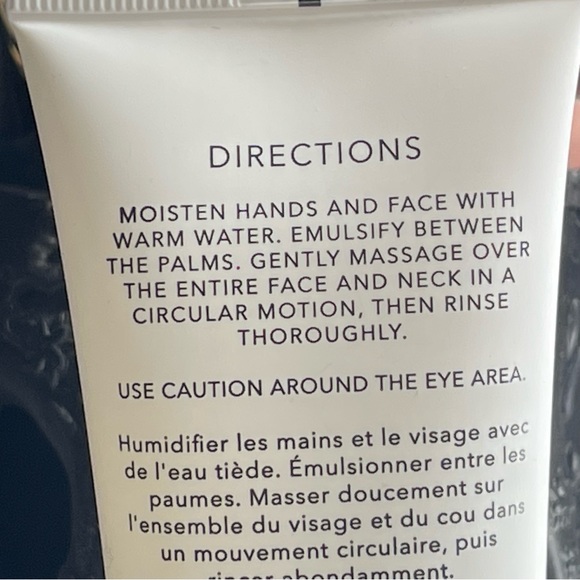 DIRECTIONS
MOISTEN HANDS AND FACE WITH
WARM WATER. EMULSIFY BETWEEN
THE PALMS. GENTLY MASSAGE OVER
THE ENTIRE FACE AND NECK IN A
CIRCULAR MOTION, THEN RINSE
THOROUGHLY.
USE CAUTION AROUND THE EYE AREA.
Humidifier les mains et le visage avec
de l'eau tiède. Émulsionner entre les
paumes. Masser doucement sur
l'ensemble du visage et du cou dans
un mouvement circulaire, puis
rincer abondamment.